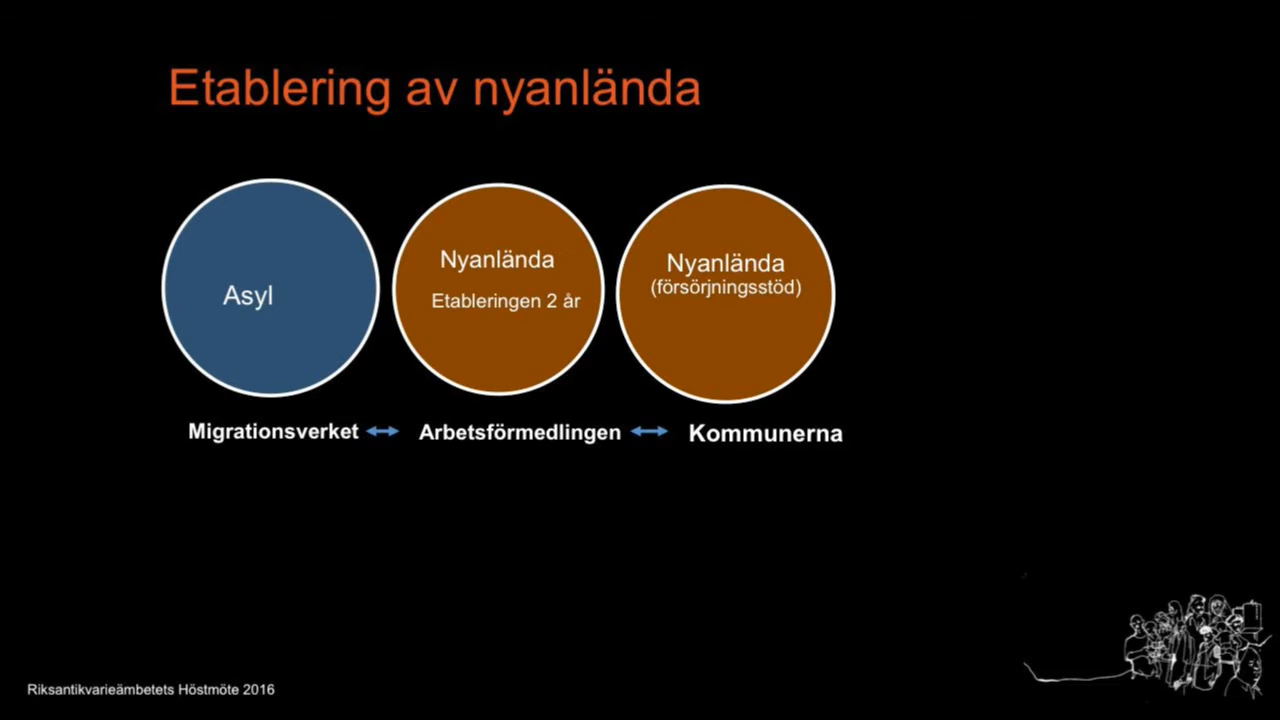 Etablering av nyanlända
Asyl
Nyanlända
Etableringen 2 år
Nyanlända
(försörjningsstöd)
Migrationsverket
Arbetsförmedlingen
Kommunerna
Riksantikvarieämbetets Höstmöte 2016